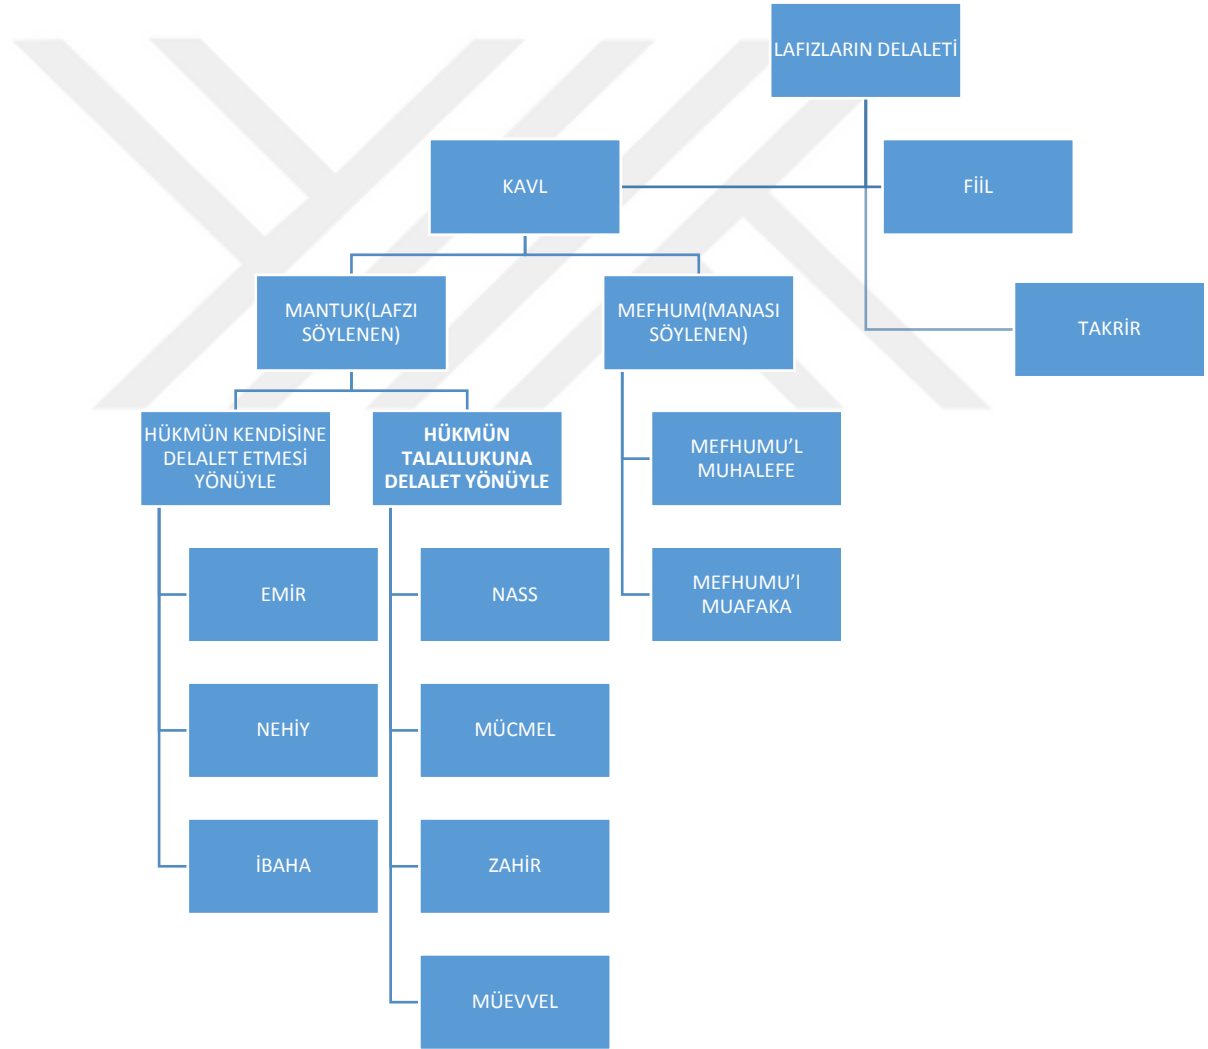 LAFIZLARIN DELALETİ
KAVL
FİİL
MANTUK(LAFZI
SÖYLENEN)
MEFHUM(MANASI
SÖYLENEN)
TAKRİR
HÜKMÜN KENDİSİNE
DELALET ETMESİ
YÖNÜYLE
HÜKMÜN
TALALLUKUNA
DELALET YÖNÜYLE
MEFHUMU’L
MUHALEFE
EMİR
NASS
MEFHUMU’l
MUAFAKA
NEHİY
MÜCMEL
İBAHA
ZAHİR
MÜEVVEL